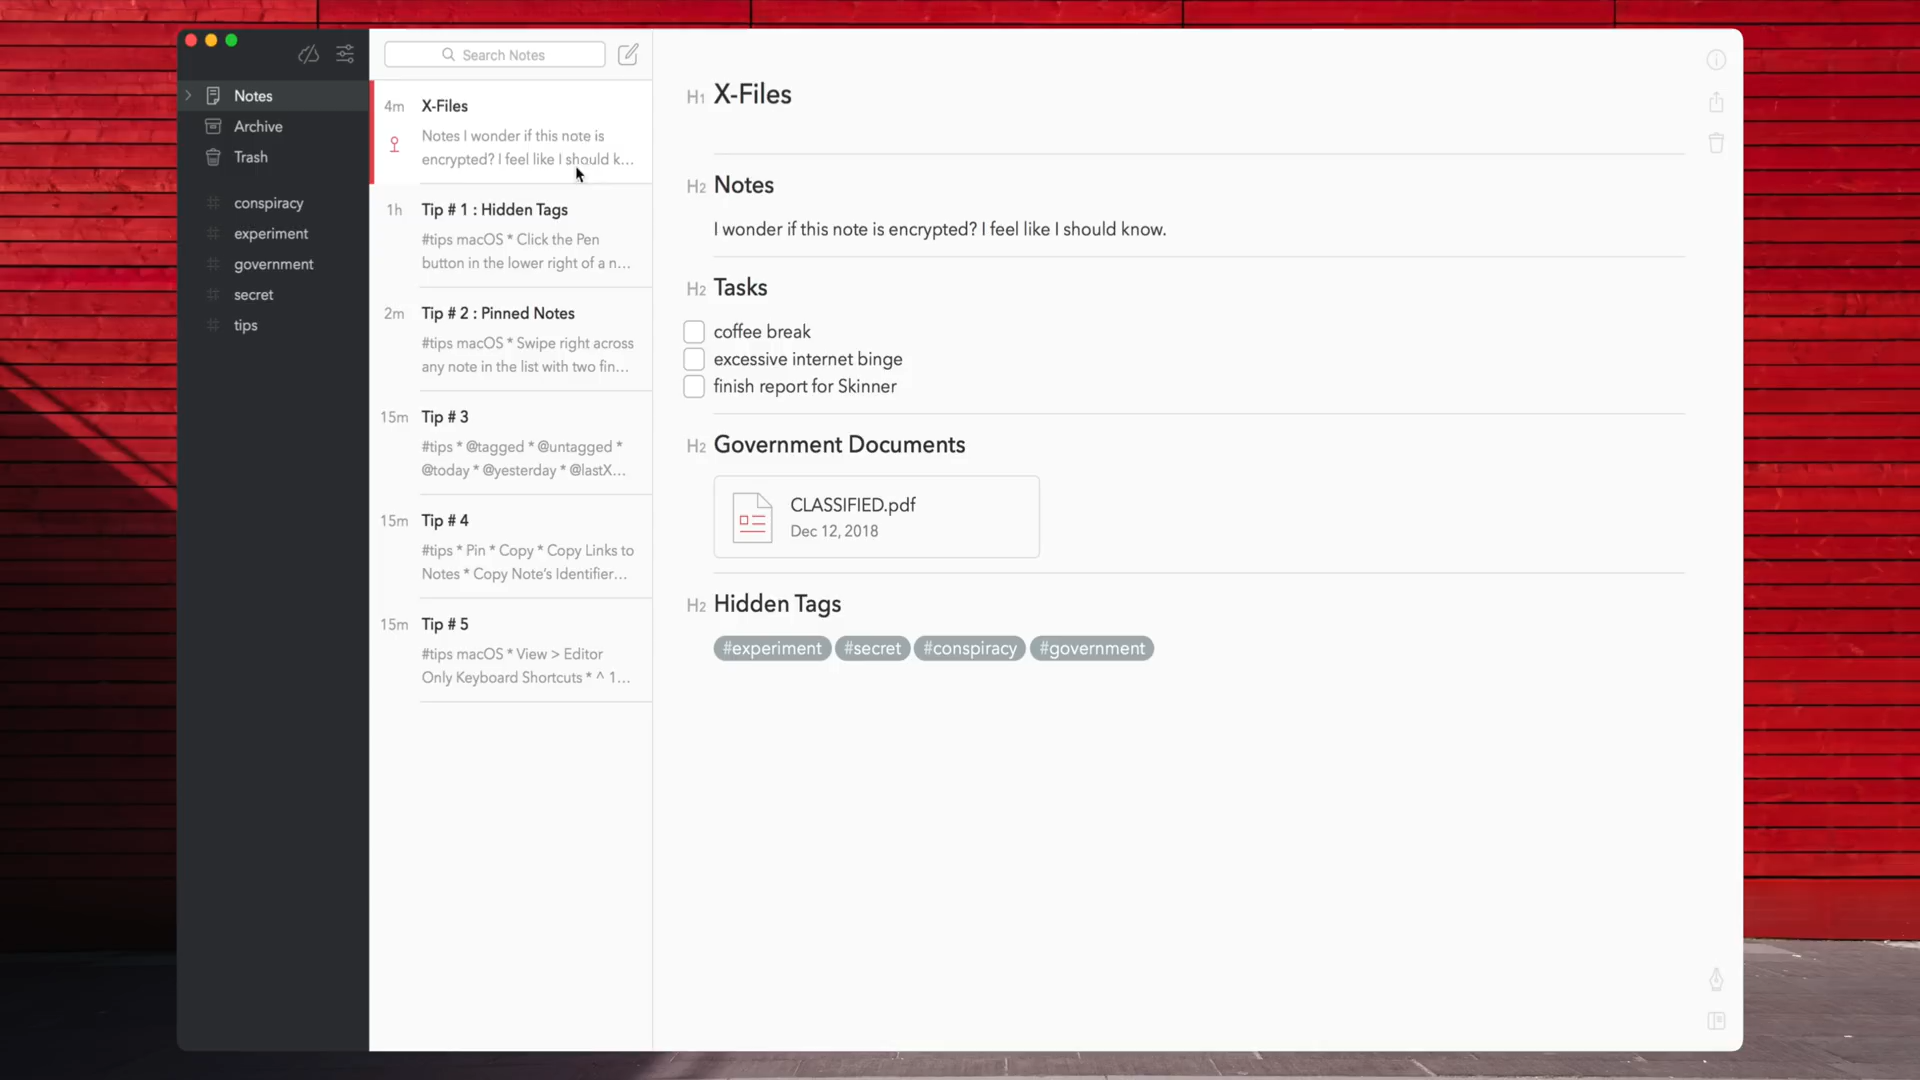 Notes
Archive
Trash
conspiracy
experiment
government
secret
tips
Search Notes
4m X-Files
Notes I wonder if this note is
encrypted? I feel like I should k...
1h Tip # 1 : Hidden Tags
#tips macOS * Click the Pen
button in the lower right of a n...
2m Tip # 2 : Pinned Notes
#tips macOS * Swipe right across
any note in the list with two fin...
15m Tip # 3
#tips * @tagged * @untagged *
@today * @yesterday * @lastX...
15m Tip # 4
#tips * Pin * Copy * Copy Links to
Notes * Copy Note's Identifier...
15m Tip # 5
#tips macOS * View > Editor
Only Keyboard Shortcuts * ^ 1...
H1 X-Files
H2 Notes
I wonder if this note is encrypted? I feel like I should know.
H2 Tasks
coffee break
excessive internet binge
finish report for Skinner
H2 Government Documents
CLASSIFIED.pdf
Dec 12, 2018
H2 Hidden Tags
#experiment #secret #conspiracy #government